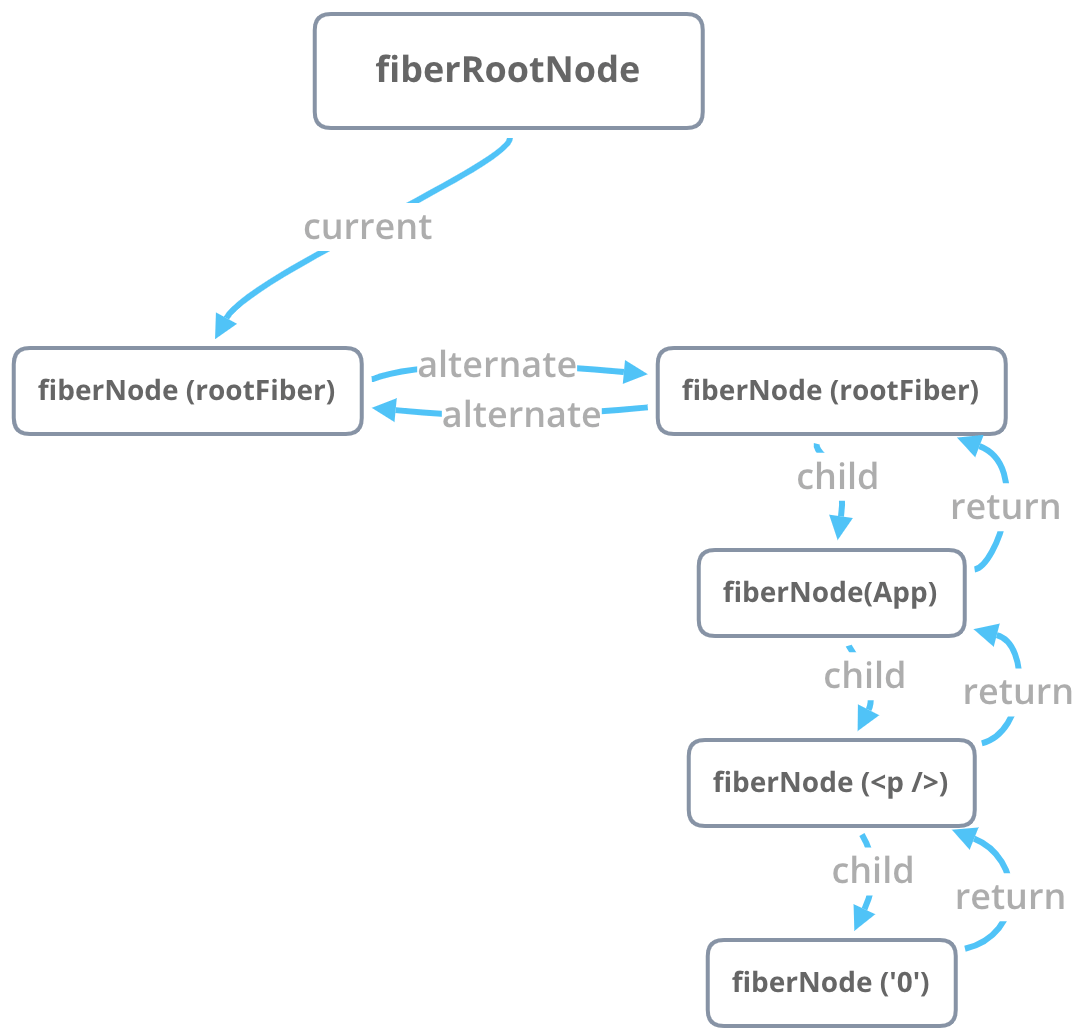 fiberRootNode
current
fiberNode (rootFiber)
alternate
alternate
fiberNode (rootFiber)
child
return
fiberNode(App)
child
return
fiberNode (<p />)
child
return
fiberNode ('0')